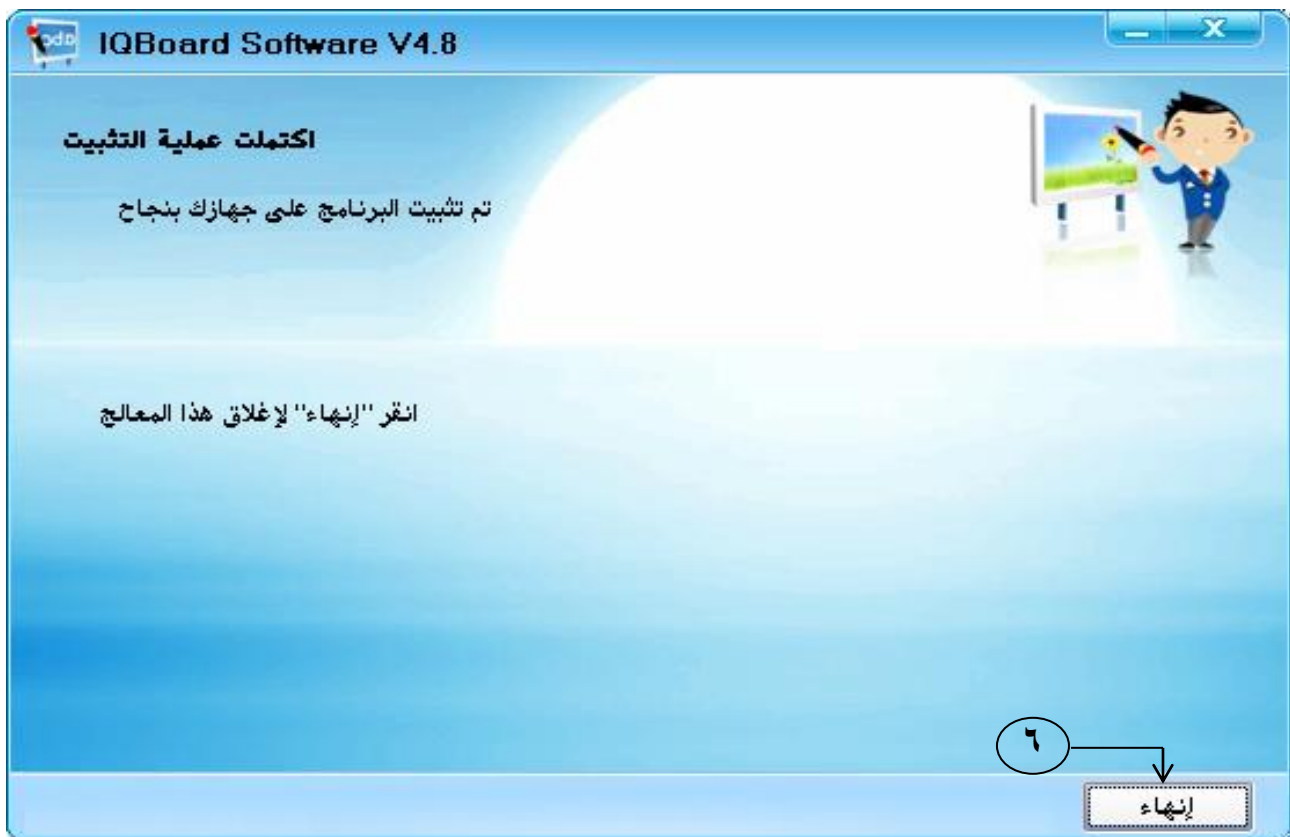 IQBoard Software V4.8
اكتملت عملية التثبيت
تم تثبيت البرنامج على جهازك بنجاح
انقر "إنهاء" لإغلاق هذا المعالج
٦
إنهاء